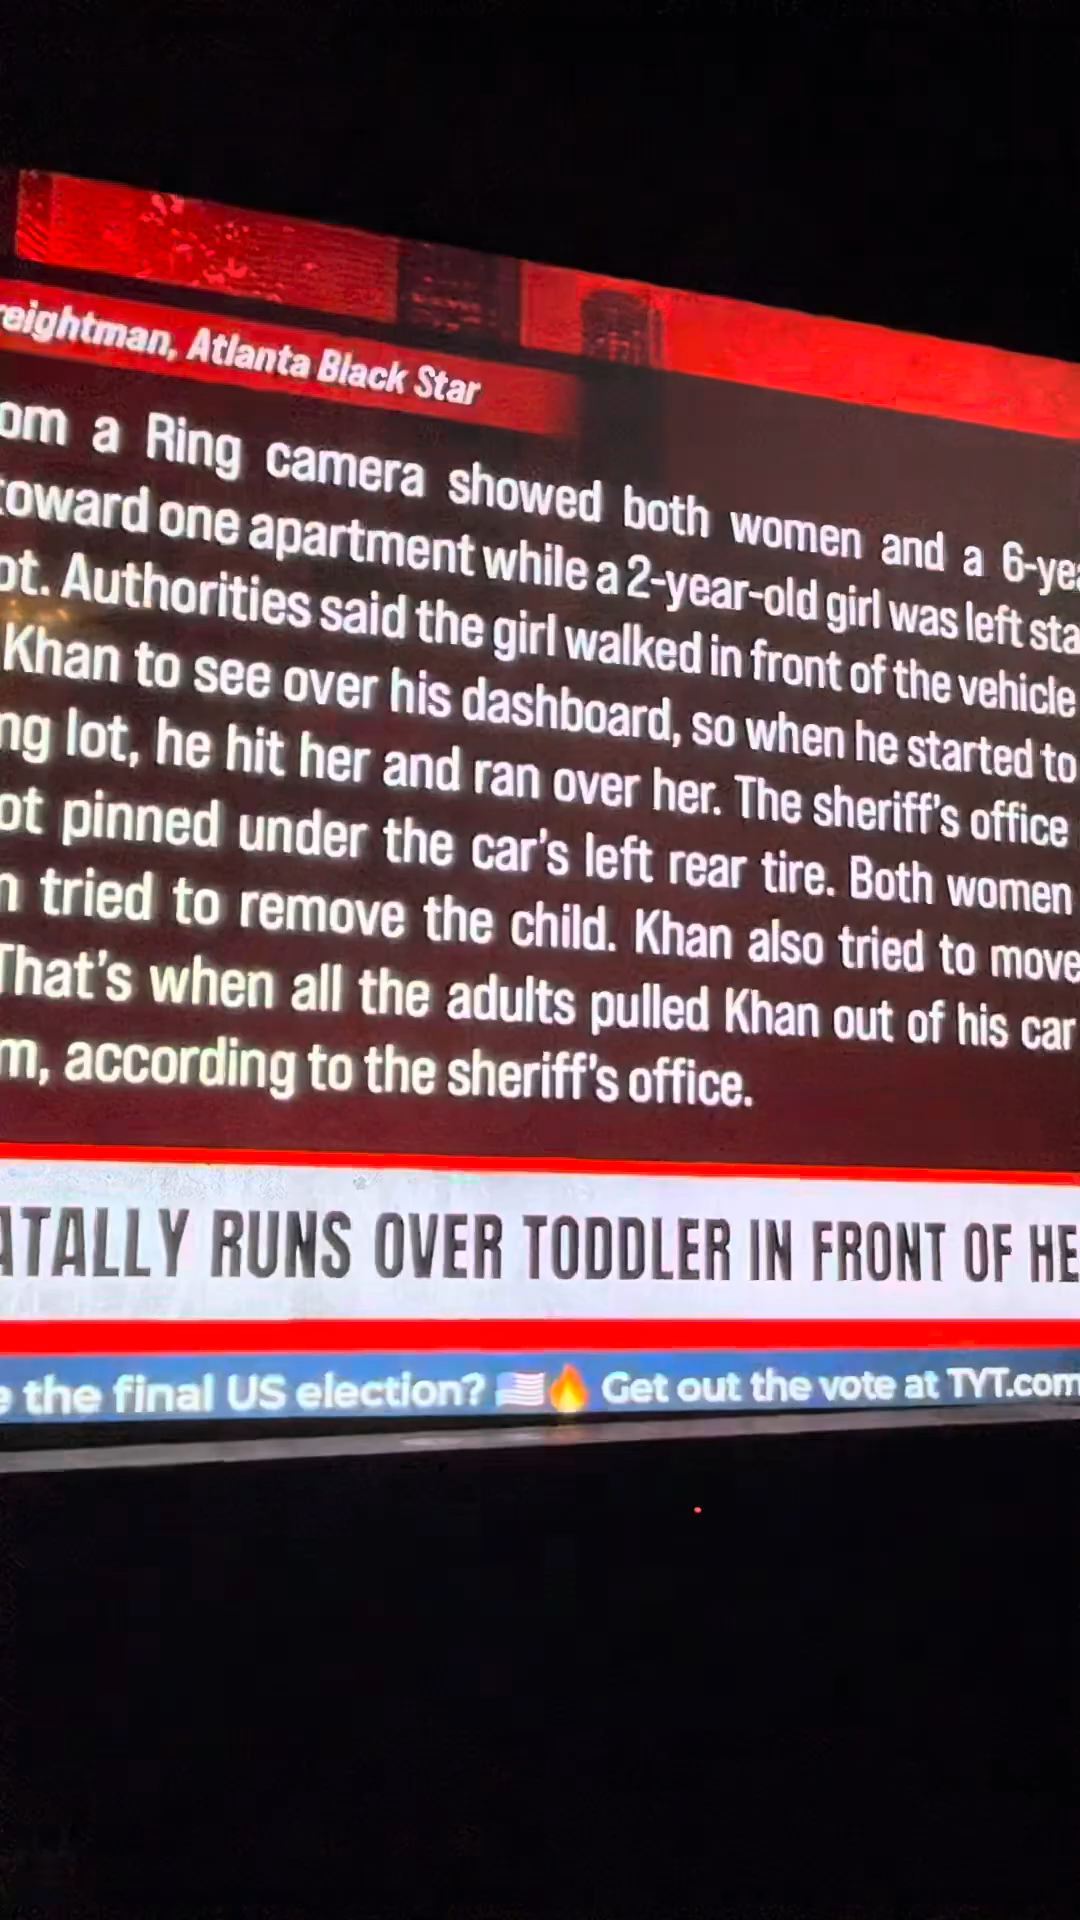 reightman, Atlanta Black Star
om a Ring camera showed both women and a 6-yea
toward one apartment while a 2-year-old girl was left sta
ot. Authorities said the girl walked in front of the vehicle
Khan to see over his dashboard, so when he started to
ng lot, he hit her and ran over her. The sheriff's office
ot pinned under the car's left rear tire. Both women
n tried to remove the child. Khan also tried to move
That's when all the adults pulled Khan out of his car
m, according to the sheriff's office.
ATALLY RUNS OVER TODDLER IN FRONT OF HE
e the final US election? 🇺🇸🔥 Get out the vote at TYT.com